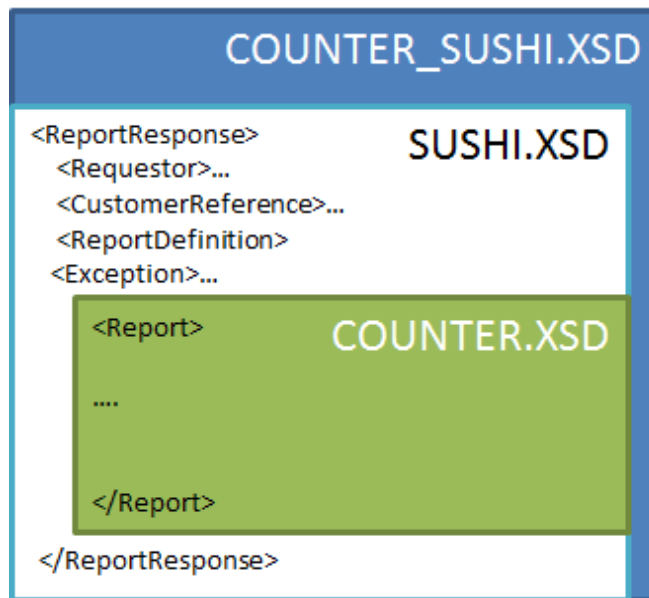 COUNTER_SUSHI.XSD
<ReportResponse>
SUSHI.XSD
<Requestor>...
<CustomerReference>...
<ReportDefinition>
<Exception>...
<Report>
COUNTER.XSD
....
</Report>
</ReportResponse>